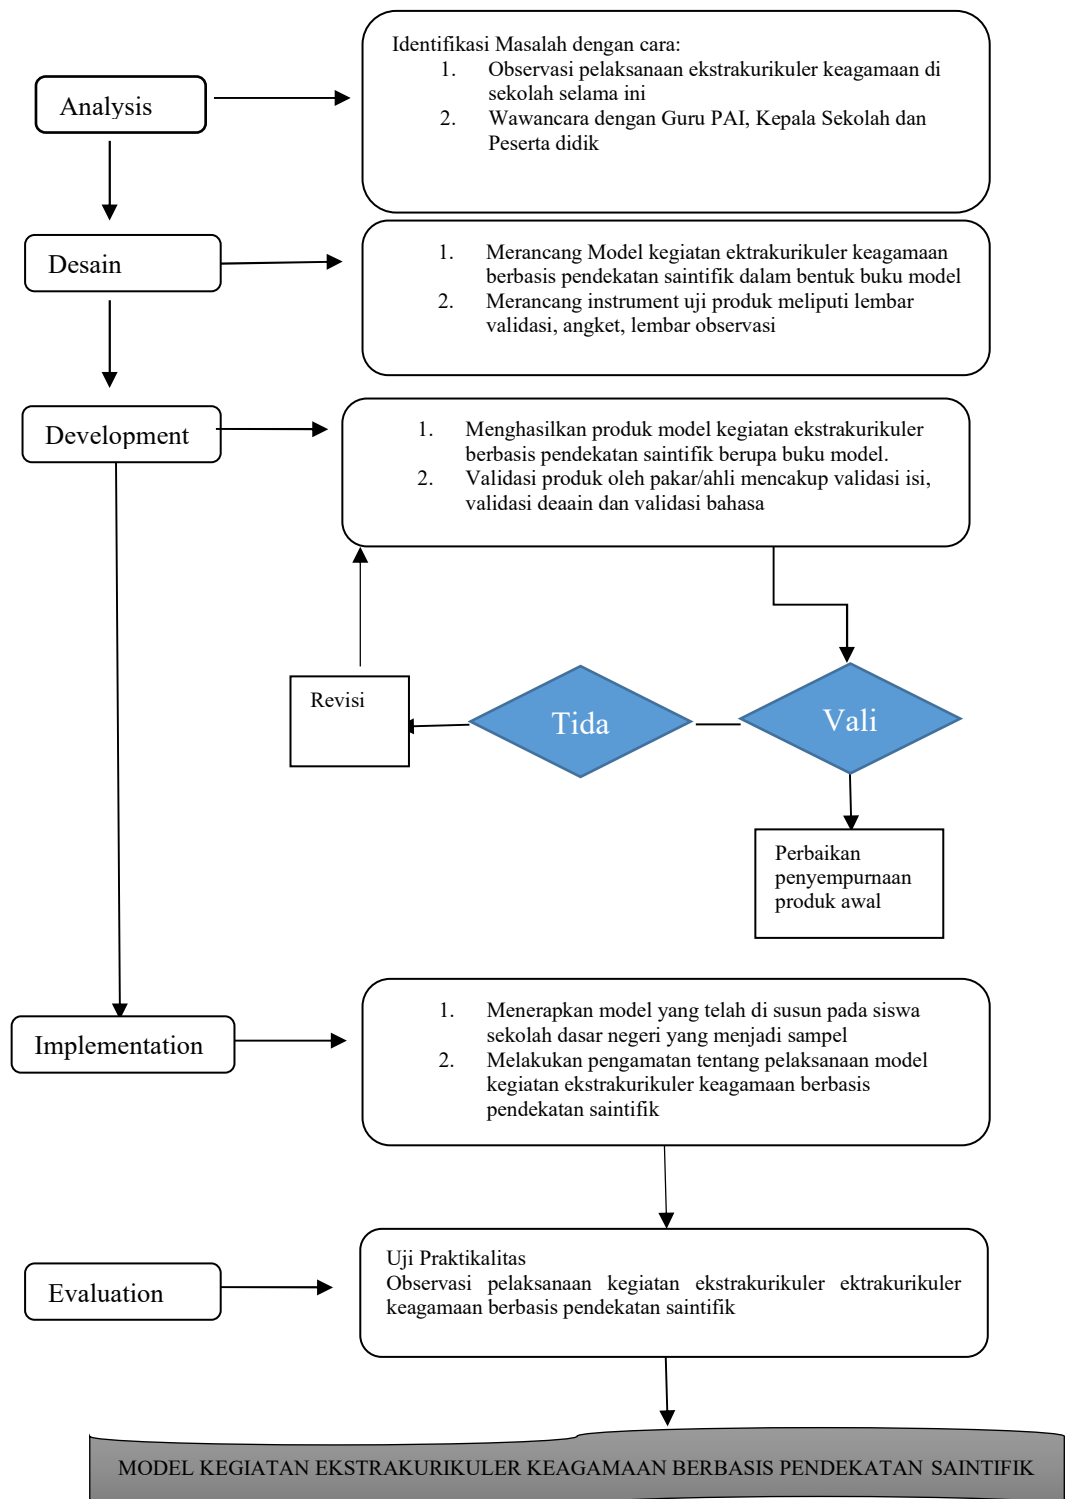 Identifikasi Masalah dengan cara:
1. Observasi pelaksanaan ekstrakurikuler keagamaan di
sekolah selama ini
2. Wawancara dengan Guru PAI, Kepala Sekolah dan
Peserta didik
Analysis
Desain
1. Merancang Model kegiatan ektrakurikuler keagamaan
berbasis pendekatan saintifik dalam bentuk buku model
2. Merancang instrument uji produk meliputi lembar
validasi, angket, lembar observasi
Development
1. Menghasilkan produk model kegiatan ekstrakurikuler
berbasis pendekatan saintifik berupa buku model.
2. Validasi produk oleh pakar/ahli mencakup validasi isi,
validasi deaain dan validasi bahasa
Revisi
Tida
Vali
Perbaikan
penyempurnaan
produk awal
Implementation
1. Menerapkan model yang telah di susun pada siswa
sekolah dasar negeri yang menjadi sampel
2. Melakukan pengamatan tentang pelaksanaan model
kegiatan ekstrakurikuler keagamaan berbasis
pendekatan saintifik
Evaluation
Uji Praktikalitas
Observasi pelaksanaan kegiatan ekstrakurikuler ektrakurikuler
keagamaan berbasis pendekatan saintifik
MODEL KEGIATAN EKSTRAKURIKULER KEAGAMAAN BERBASIS PENDEKATAN SAINTIFIK